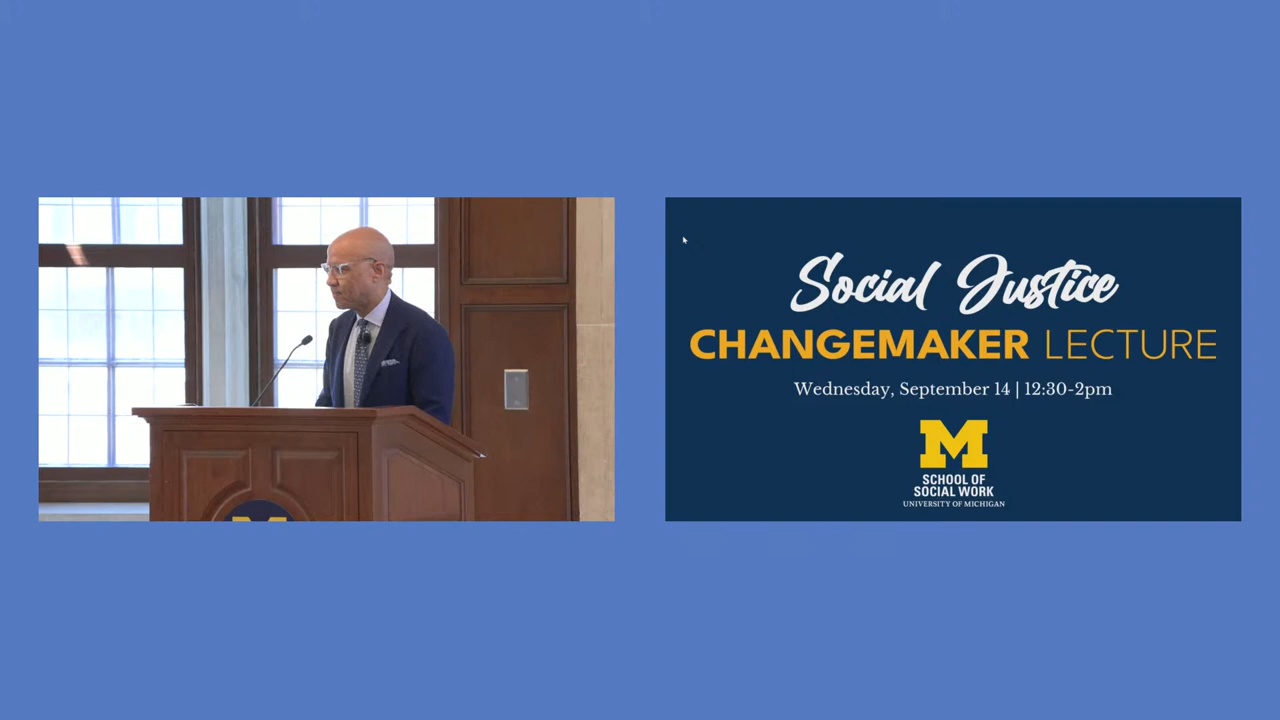 Social Justice
CHANGEMAKER LECTURE
Wednesday, September 14 | 12:30-2pm
M
SCHOOL OF
SOCIAL WORK
UNIVERSITY OF MICHIGAN